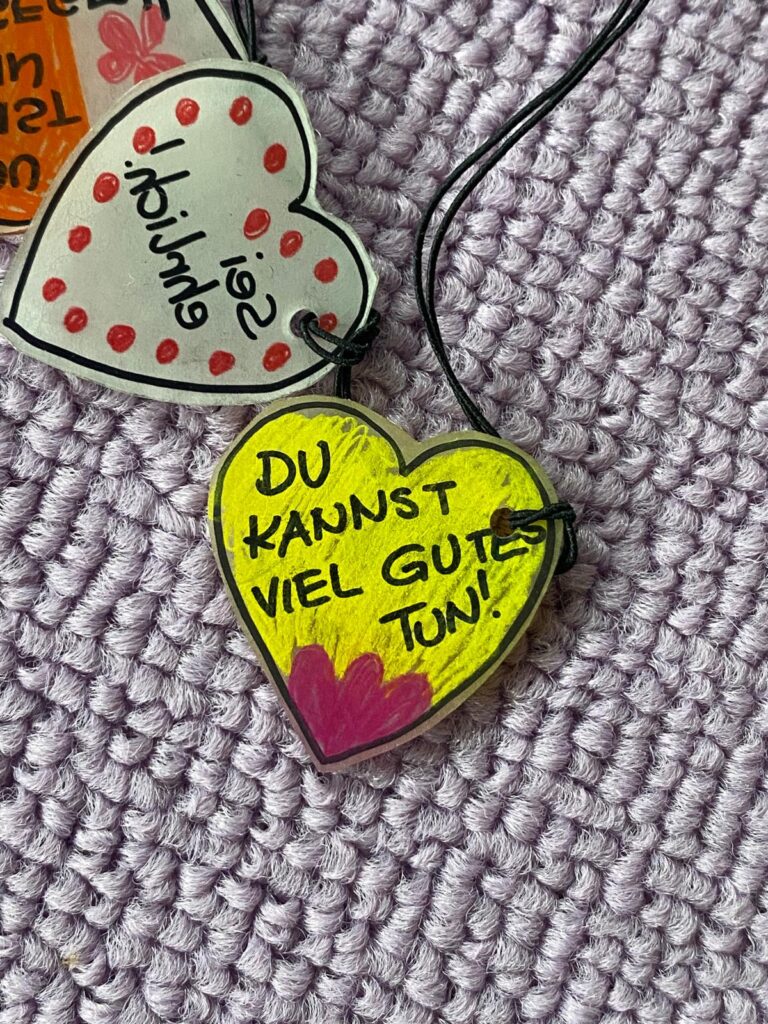 Sei
ehrlich!
DU
KANNST
VIEL GUTES
TUN!